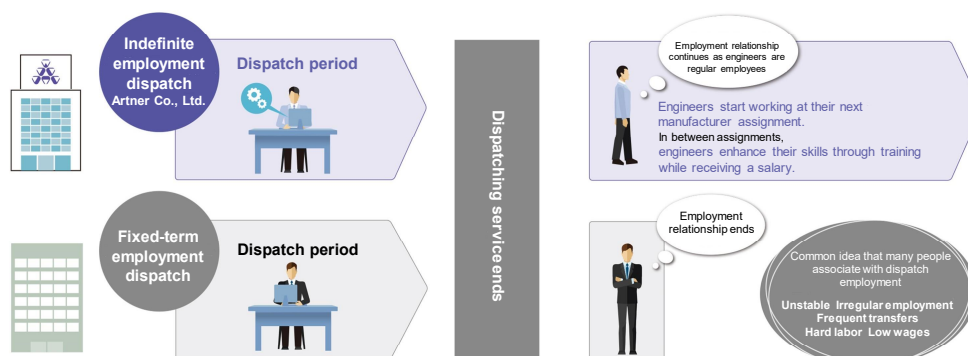 Indefinite
employment
dispatch
Artner Co., Ltd.
Dispatch period
Dispatching service ends
Employment relationship
continues as engineers are
regular employees
Engineers start working at their next
manufacturer assignment.
In between assignments,
engineers enhance their skills through training
while receiving a salary.
Fixed-term
employment
dispatch
Dispatch period
Employment
relationship ends
Common idea that many people
associate with dispatch
employment
Unstable Irregular employment
Frequent transfers
Hard labor Low wages